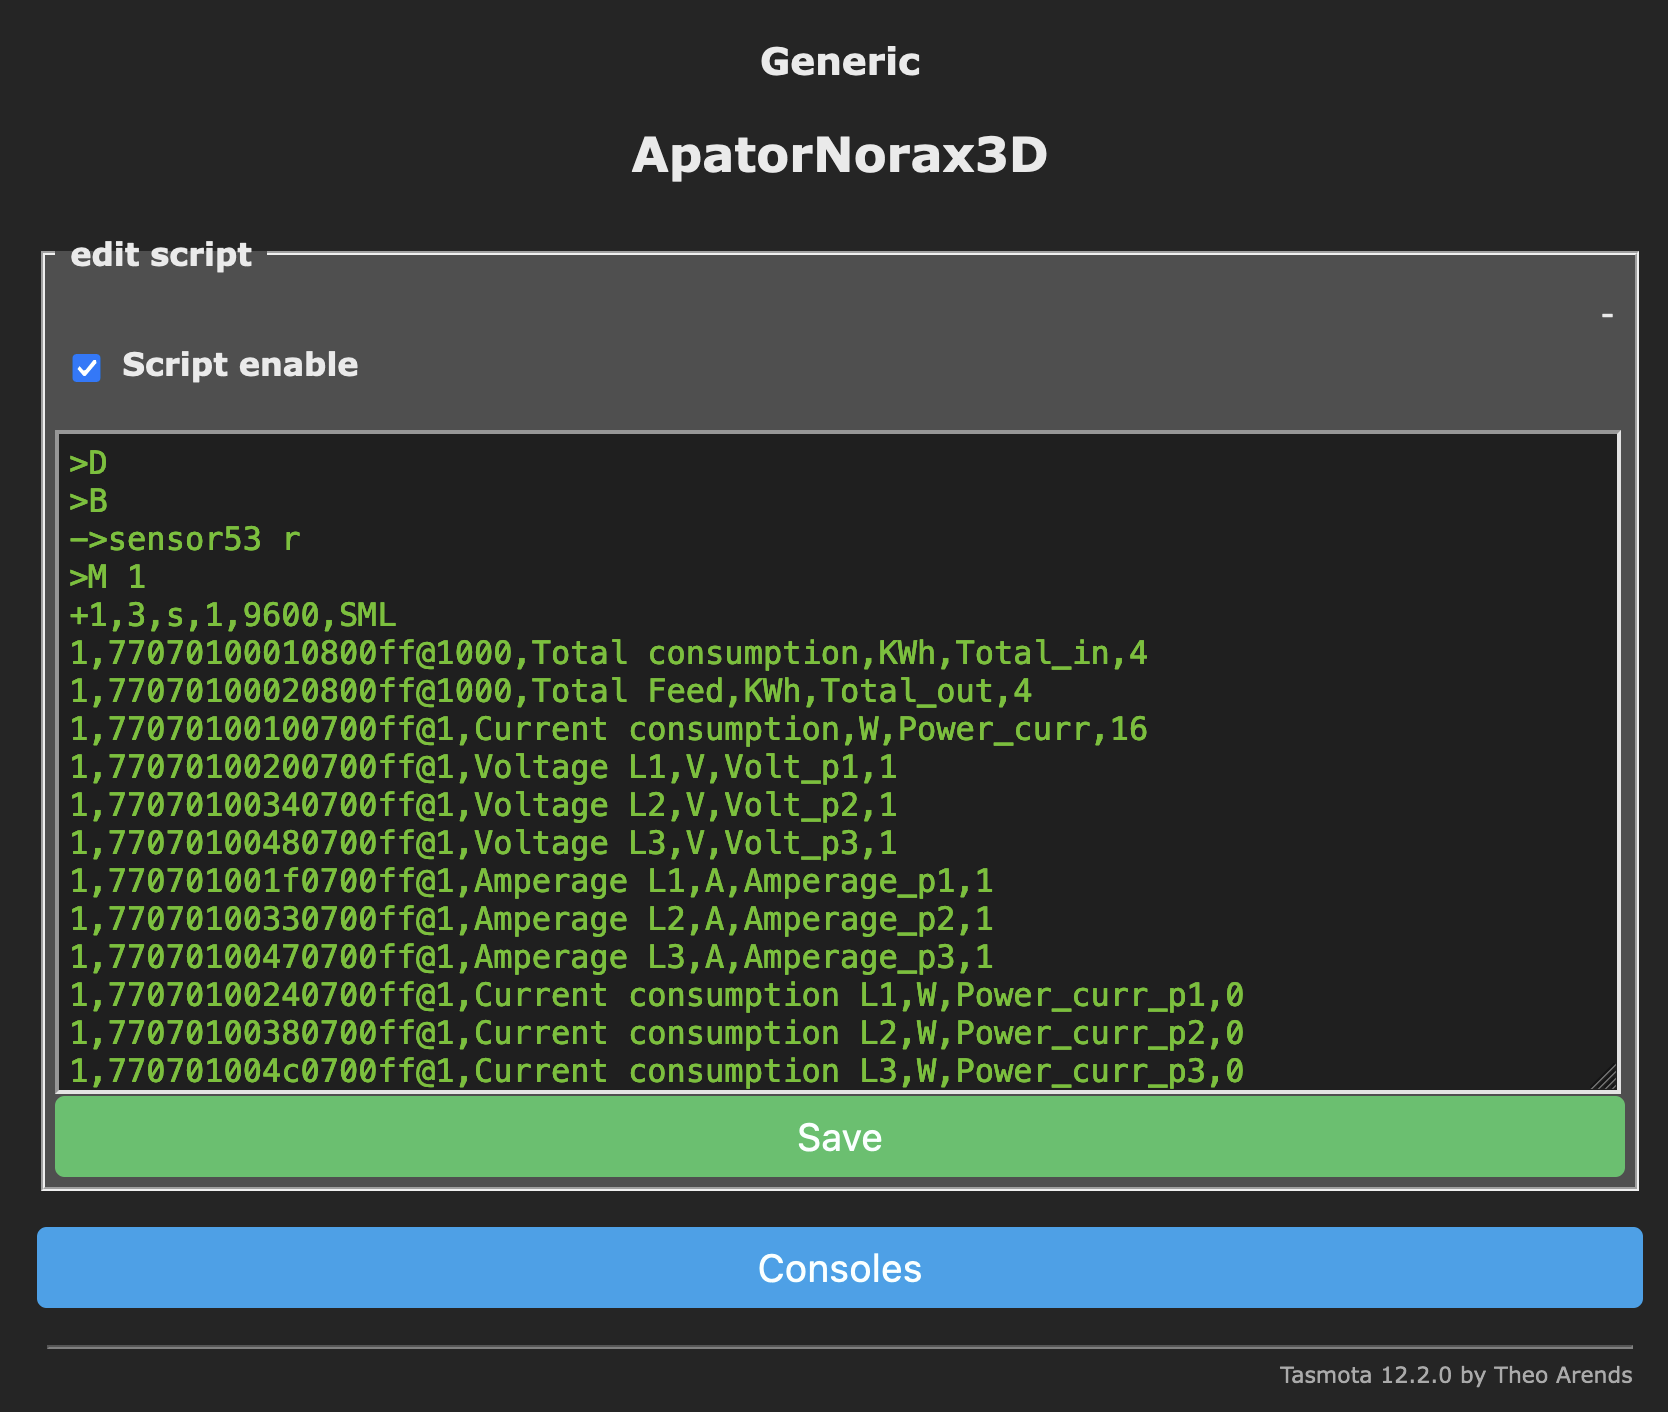 Generic
ApatorNorax3D
edit script
-
Script enable
>D
>B
->sensor53 r
>M 1
+1,3,s,1,9600,SML
1,77070100010800ff@1000,Total consumption,KWh,Total_in,4
1,77070100020800ff@1000,Total Feed,KWh,Total_out,4
1,77070100100700ff@1,Current consumption,W,Power_curr,16
1,77070100200700ff@1,Voltage L1,V,Volt_p1,1
1,77070100340700ff@1,Voltage L2,V,Volt_p2,1
1,77070100480700ff@1,Voltage L3,V,Volt_p3,1
1,770701001f0700ff@1,Amperage L1,A,Amperage_p1,1
1,77070100330700ff@1,Amperage L2,A,Amperage_p2,1
1,77070100470700ff@1,Amperage L3,A,Amperage_p3,1
1,77070100240700ff@1,Current consumption L1,W,Power_curr_p1,0
1,77070100380700ff@1,Current consumption L2,W,Power_curr_p2,0
1,770701004c0700ff@1,Current consumption L3,W,Power_curr_p3,0
Save
Consoles
Tasmota 12.2.0 by Theo Arends